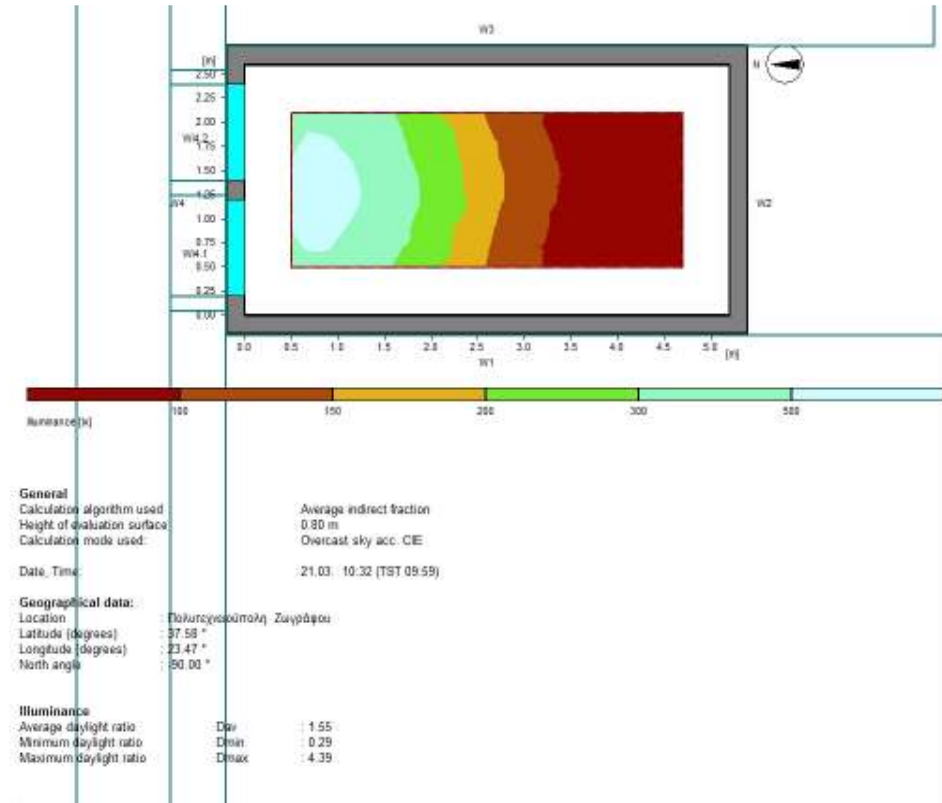 W3
[m]
2.50
2.25
2.00
W4.2
1.75
1.50
1.25
W4
1.00
0.75
W4.1
0.50
0.25
0.00
N
W2
0.0 0.5 1.0 1.5 2.0 2.5 3.0 3.5 4.0 4.5 5.0 [m]
W1
100 150 200 300 500
Illuminance [lx]
General
Calculation algorithm used Average indirect fraction
Height of evaluation surface 0.80 m
Calculation mode used: Overcast sky acc. CIE
Date, Time: 21.03. 10:32 (TST 09:59)
Geographical data:
Location : Πολυτεχνειούπολη Ζωγράφου
Latitude (degrees) : 37.58 °
Longitude (degrees) : 23.47 °
North angle : 90.00 °
Illuminance
Average daylight ratio Dav : 1.55
Minimum daylight ratio Dmin : 0.29
Maximum daylight ratio Dmax : 4.39